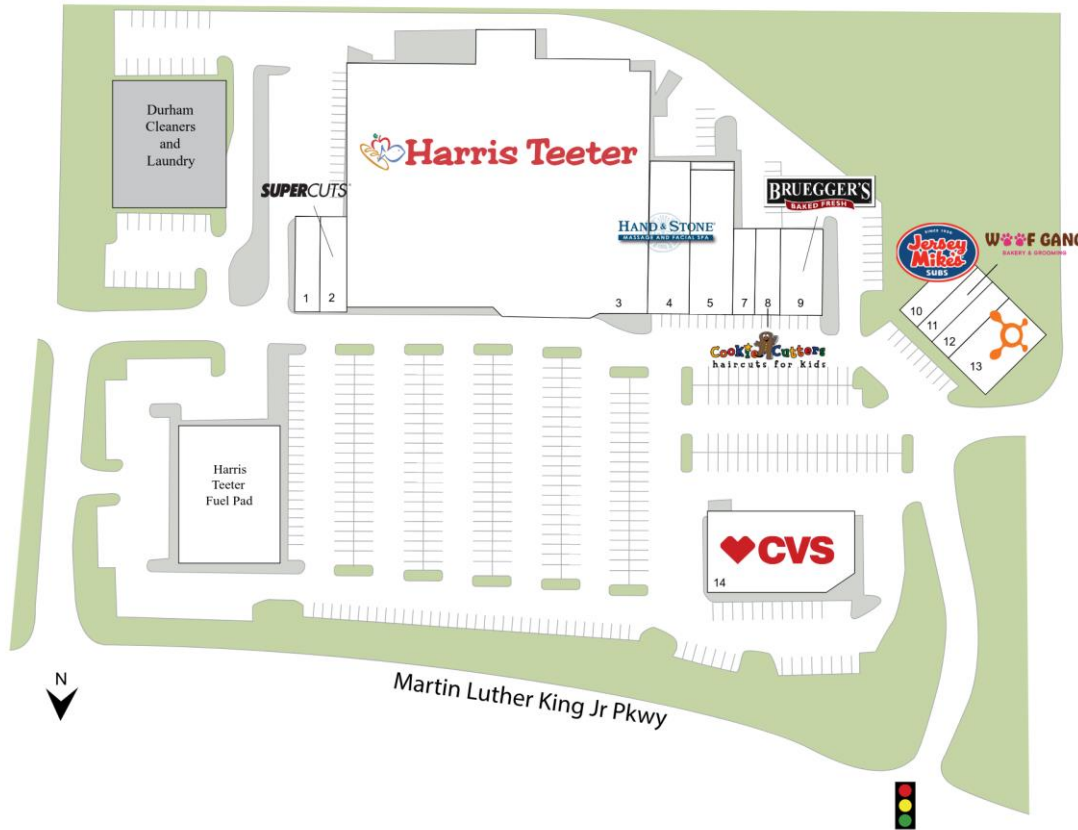 Durham
Cleaners
and
Laundry
SUPERCUTS
Harris Teeter
HAND & STONE
MASSAGE AND FACIAL SPA
BRUEGGER'S
BAKED FRESH
SINCE 1956
Jersey
Mike's
SUBS
WOOF GANG
BAKERY & GROOMING
1
2
3
4
5
7
8
9
10
11
12
13
Cookie Cutters
haircuts for kids
Harris
Teeter
Fuel Pad
CVS
14
N
Martin Luther King Jr Pkwy